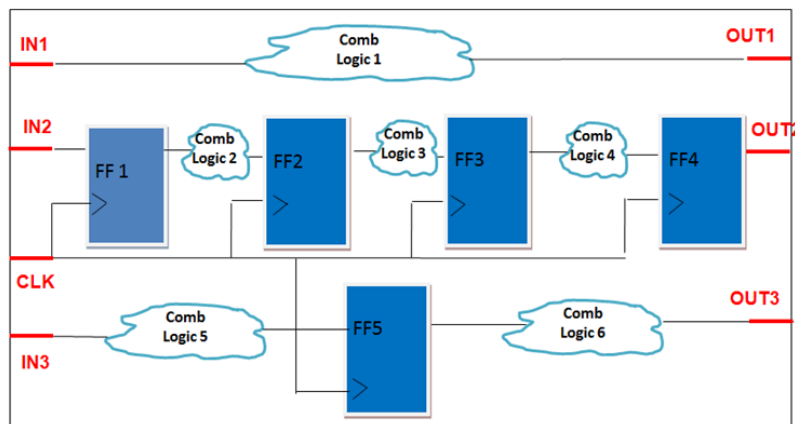 IN1
Comb
Logic 1
OUT1
IN2
FF 1
Comb
Logic 2
FF2
Comb
Logic 3
FF3
Comb
Logic 4
FF4
OUT2
CLK
IN3
Comb
Logic 5
FF5
Comb
Logic 6
OUT3